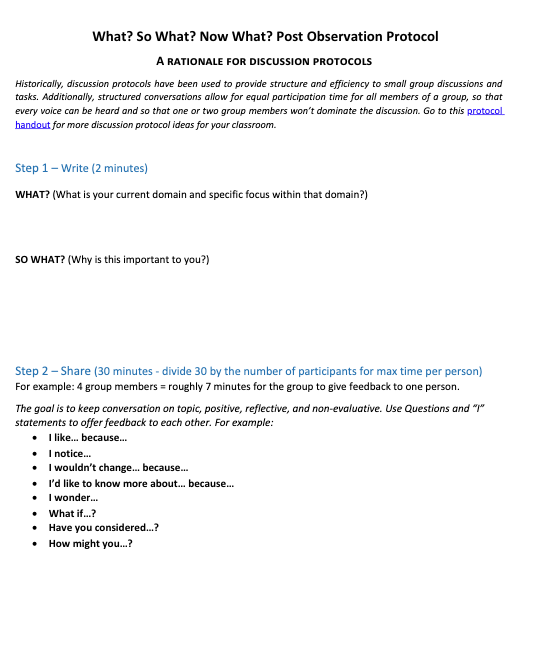 What? So What? Now What? Post Observation Protocol
A RATIONALE FOR DISCUSSION PROTOCOLS
Historically, discussion protocols have been used to provide structure and efficiency to small group discussions and
tasks. Additionally, structured conversations allow for equal participation time for all members of a group, so that
every voice can be heard and so that one or two group members won't dominate the discussion. Go to this protocol
handout for more discussion protocol ideas for your classroom.
Step 1 – Write (2 minutes)
WHAT? (What is your current domain and specific focus within that domain?)
SO WHAT? (Why is this important to you?)
Step 2 – Share (30 minutes - divide 30 by the number of participants for max time per person)
For example: 4 group members = roughly 7 minutes for the group to give feedback to one person.
The goal is to keep conversation on topic, positive, reflective, and non-evaluative. Use Questions and "I"
statements to offer feedback to each other. For example:
• I like… because…
• I notice…
• I wouldn't change… because…
• I'd like to know more about… because…
• I wonder…
• What if…?
• Have you considered…?
• How might you…?